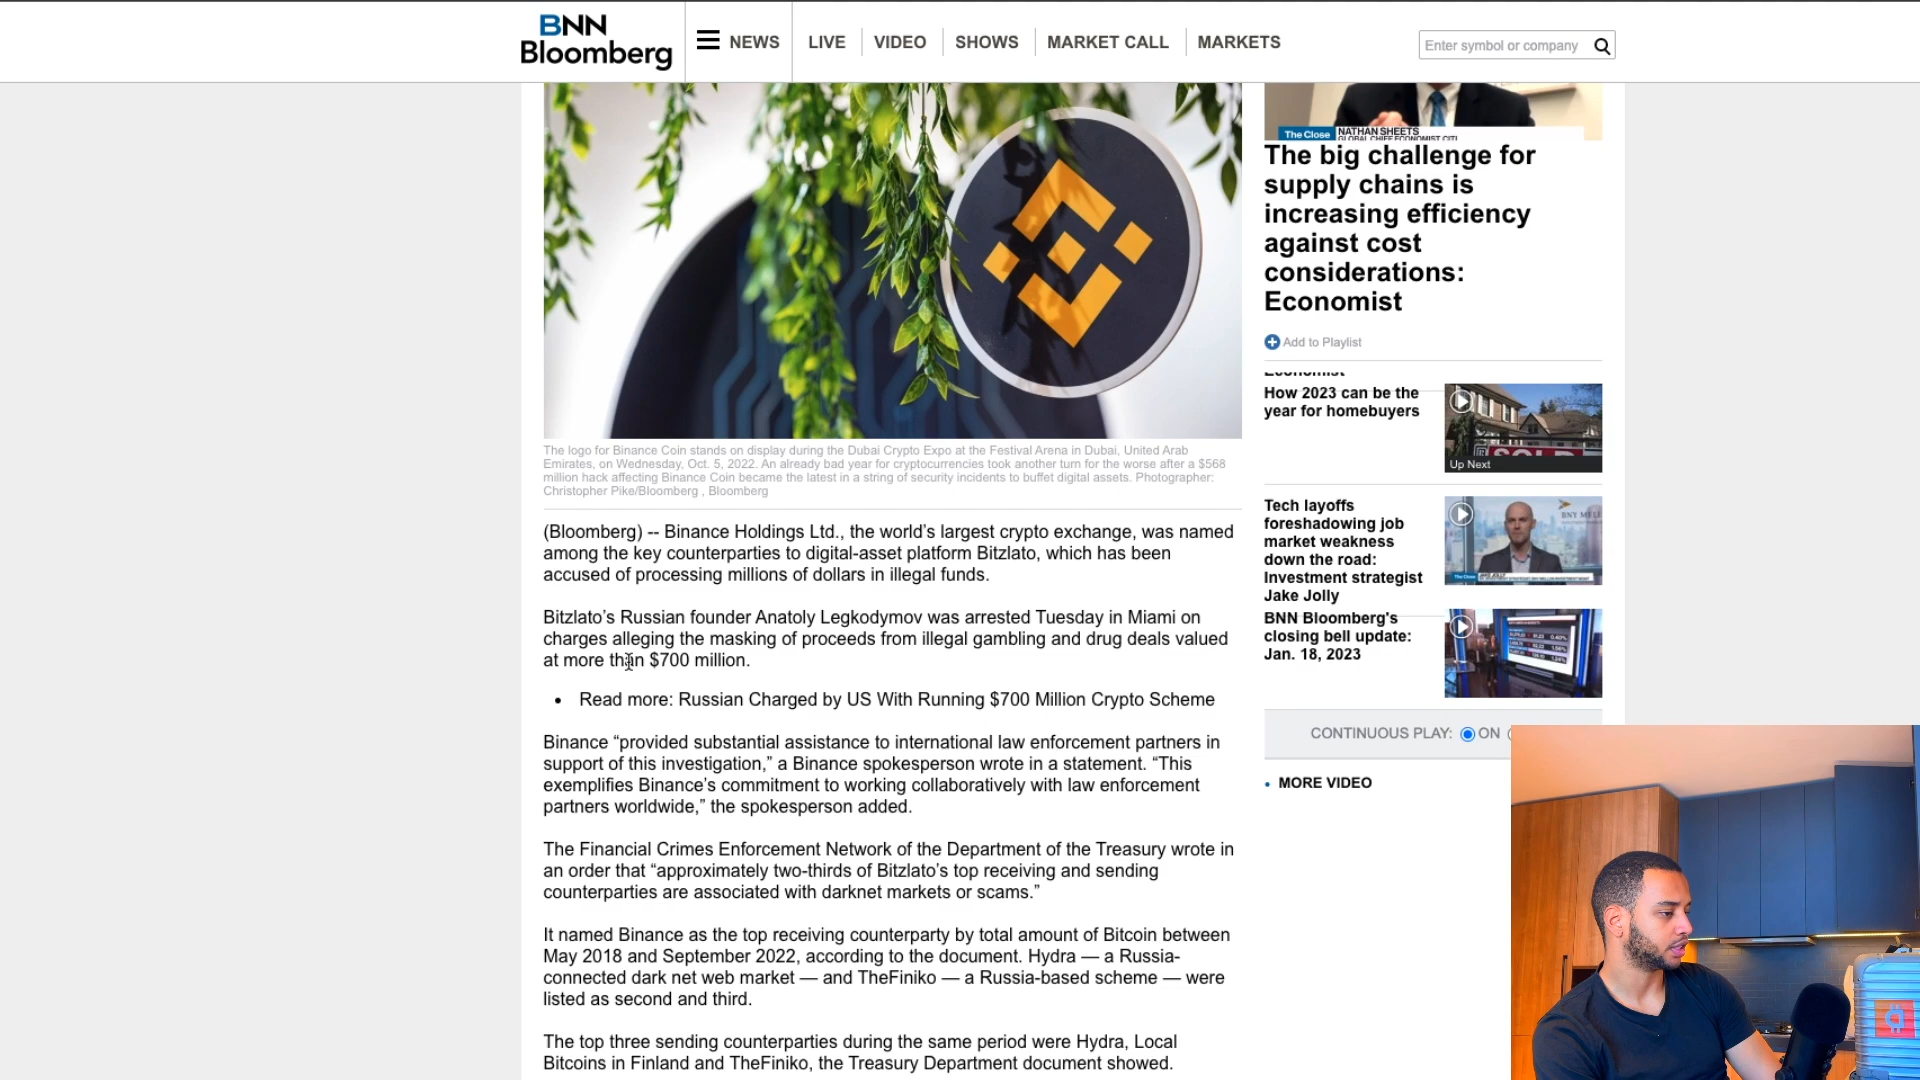 BNN
Bloomberg
NEWS
LIVE
VIDEO
SHOWS
MARKET CALL
MARKETS
Enter symbol or company
The logo for Binance Coin stands on display during the Dubai Crypto Expo at the Festival Arena in Dubai, United Arab
Emirates, on Wednesday, Oct. 5, 2022. An already bad year for cryptocurrencies took another turn for the worse after a $568
million hack affecting Binance Coin became the latest in a string of security incidents to buffet digital assets. Photographer:
Christopher Pike/Bloomberg , Bloomberg
(Bloomberg) -- Binance Holdings Ltd., the world’s largest crypto exchange, was named
among the key counterparties to digital-asset platform Bitzlato, which has been
accused of processing millions of dollars in illegal funds.
Bitzlato’s Russian founder Anatoly Legkodymov was arrested Tuesday in Miami on
charges alleging the masking of proceeds from illegal gambling and drug deals valued
at more than $700 million.
• Read more: Russian Charged by US With Running $700 Million Crypto Scheme
Binance “provided substantial assistance to international law enforcement partners in
support of this investigation,” a Binance spokesperson wrote in a statement. “This
exemplifies Binance’s commitment to working collaboratively with law enforcement
partners worldwide,” the spokesperson added.
The Financial Crimes Enforcement Network of the Department of the Treasury wrote in
an order that “approximately two-thirds of Bitzlato’s top receiving and sending
counterparties are associated with darknet markets or scams.”
It named Binance as the top receiving counterparty by total amount of Bitcoin between
May 2018 and September 2022, according to the document. Hydra — a Russia-
connected dark net web market — and TheFiniko — a Russia-based scheme — were
listed as second and third.
The top three sending counterparties during the same period were Hydra, Local
Bitcoins in Finland and TheFiniko, the Treasury Department document showed.
The Close
NATHAN SHEETS
GLOBAL CHIEF ECONOMIST CITI
The big challenge for
supply chains is
increasing efficiency
against cost
considerations:
Economist
Add to Playlist
Economist
How 2023 can be the
year for homebuyers
SOLD
Up Next
Tech layoffs
foreshadowing job
market weakness
down the road:
Investment strategist
Jake Jolly
BNY MELL
The Close
BNN Bloomberg's
closing bell update:
Jan. 18, 2023
CONTINUOUS PLAY:
ON
• MORE VIDEO